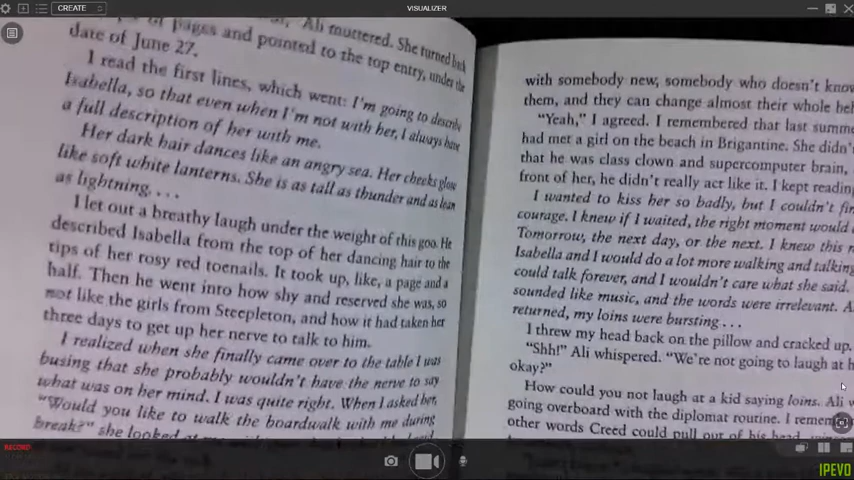 CREATE
VISUALIZER
of pages and pointed to the top entry, under the
Ali muttered. She turned back
date of June 27.
I read the first lines, which went: I'm going to describe
Isabella, so that even when I'm not with her, I always have
a full description of her with me.
Her dark hair dances like an angry sea. Her cheeks glow
like soft white lanterns. She is as tall as thunder and as lean
as lightning. . . .
I let out a breathy laugh under the weight of this goo. He
described Isabella from the top of her dancing hair to the
tips of her rosy red toenails. It took up, like, a page and a
half. Then he went into how shy and reserved she was, so
not like the girls from Steepleton, and how it had taken her
three days to get up her nerve to talk to him.
I realized when she finally came over to the table I was
busing that she probably wouldn't have the nerve to say
what was on her mind. I was quite right. When I asked her,
"Would you like to walk the boardwalk with me during
break?" she looked at
with somebody new, somebody who doesn't know
them, and they can change almost their whole
"Yeah," I agreed. I remembered that last
had met a girl on the beach in Brigantine. She
that he was class clown and supercomputer brain,
front of her, he didn't really act like it. I kept
I wanted to kiss her so badly, but I couldn't
courage. I knew if I waited, the right moment would
Tomorrow, the next day, or the next. I knew this
Isabella and I would do a lot more walking and
could talk forever, and I wouldn't care what she said.
sounded like music, and the words were irrelevant.
returned, my loins were bursting . . .
I threw my head back on the pillow and cracked up.
"Shh!" Ali whispered. "We're not going to laugh at
okay?"
How could you not laugh at a kid saying loins. Ali
going overboard with the diplomat routine. I
other words Creed could pull out of his head,
RECORD
IPEVO